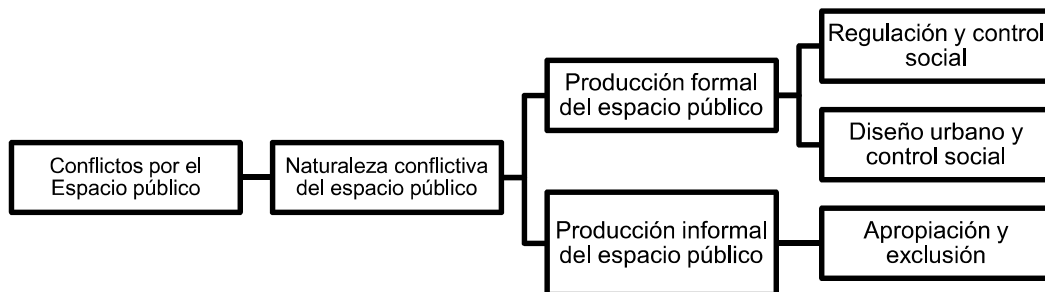 Conflictos por el
Espacio público
Naturaleza conflictiva
del espacio público
Producción formal
del espacio público
Regulación y control
social
Diseño urbano y
control social
Producción informal
del espacio público
Apropiación y
exclusión